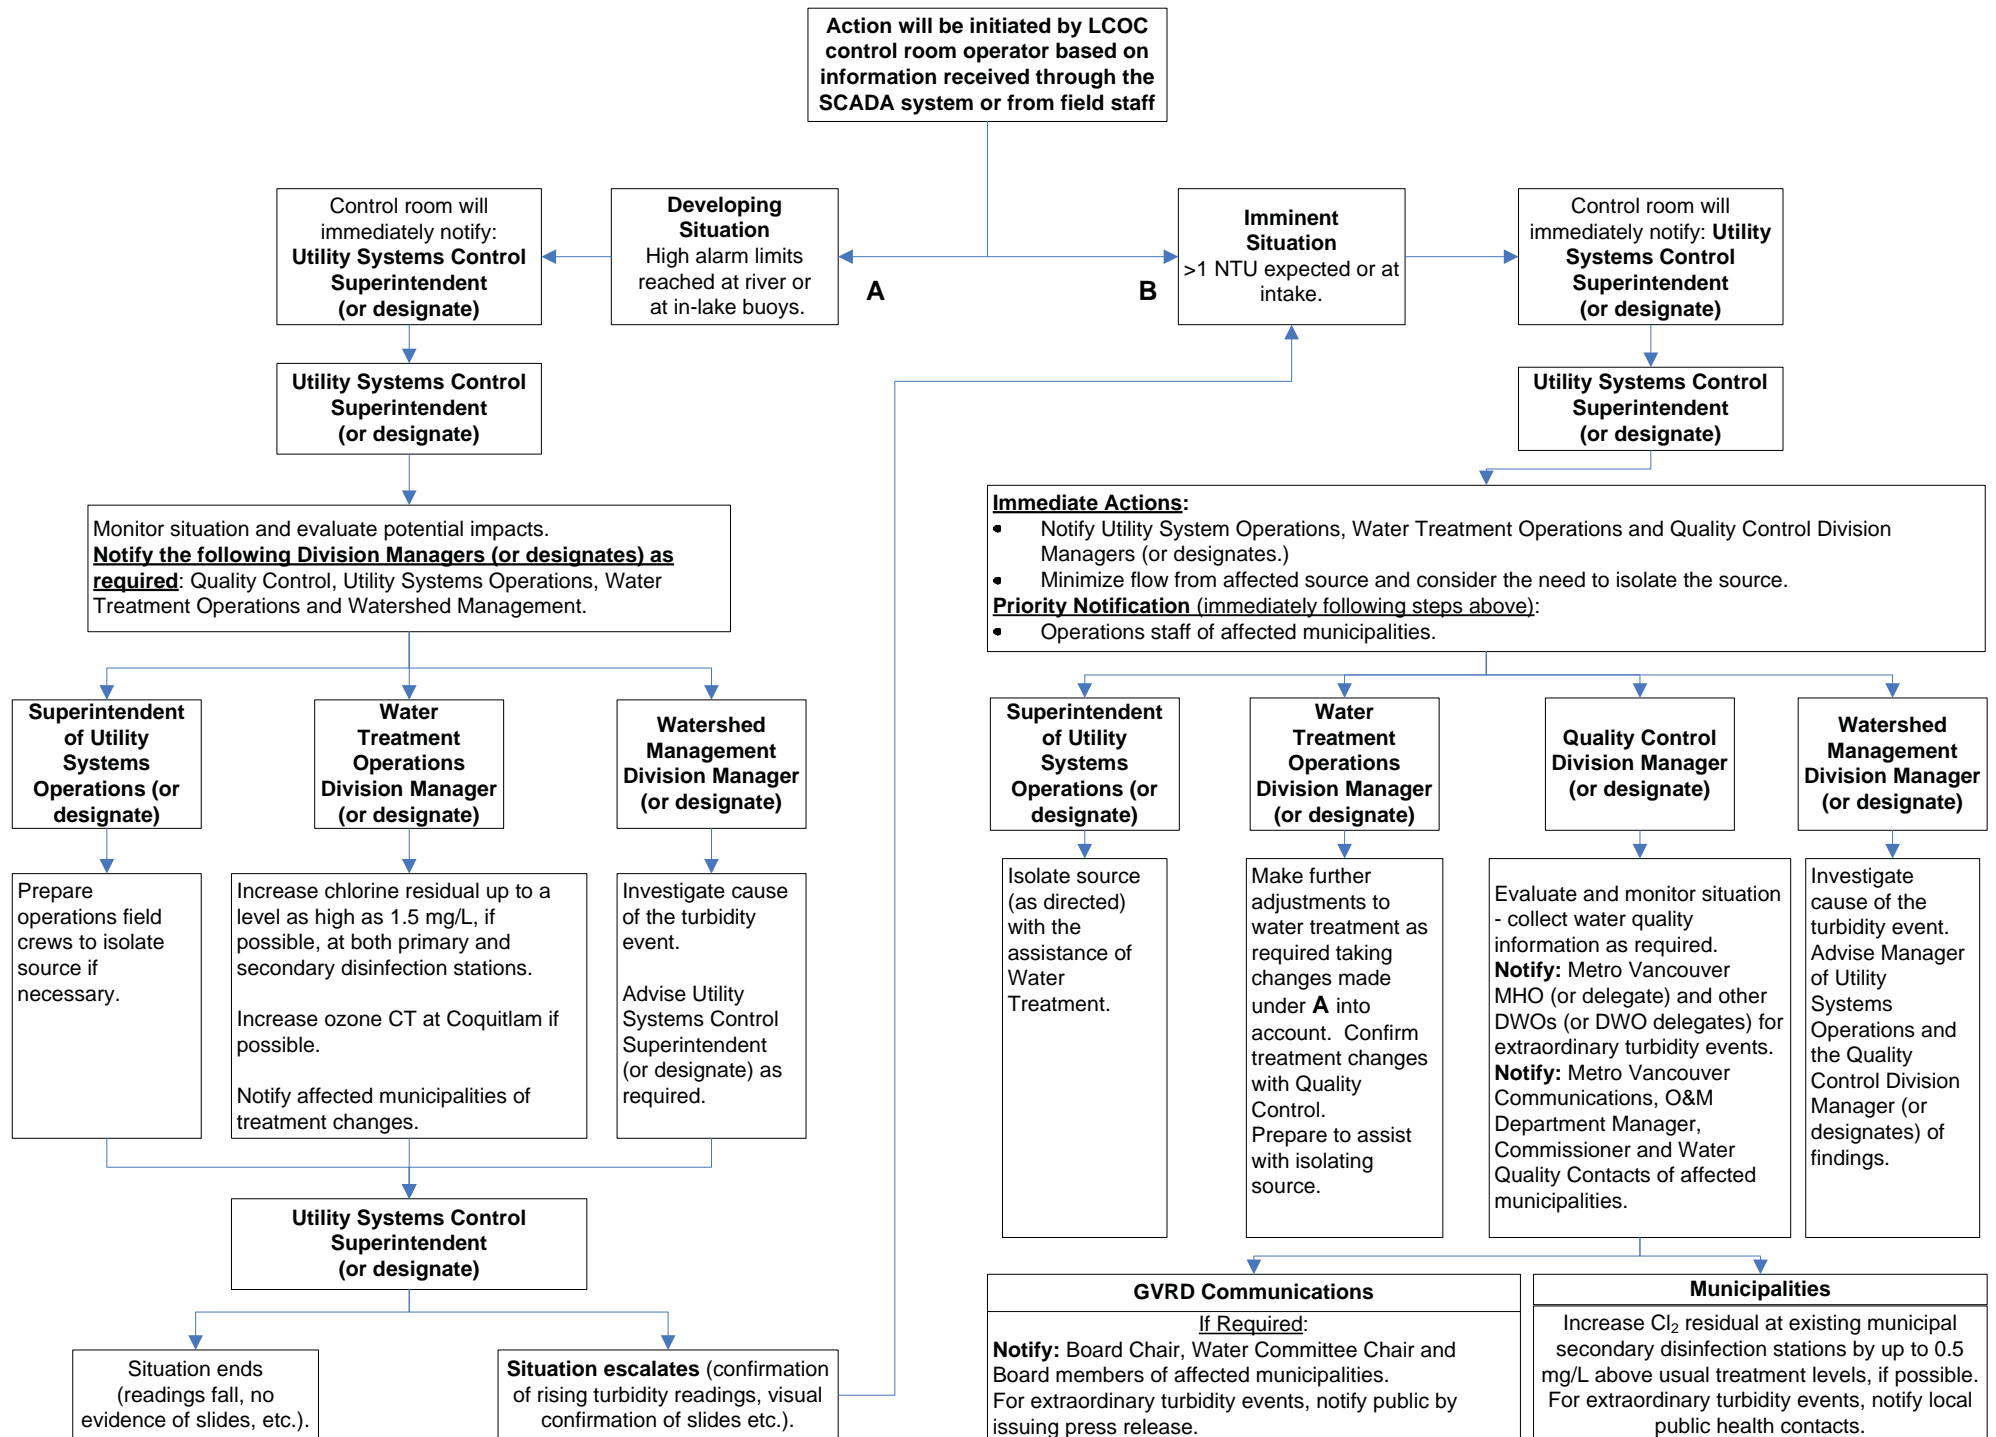 Action will be initiated by LCOC
control room operator based on
information received through the
SCADA system or from field staff
Control room will
immediately notify:
Utility Systems Control
Superintendent
(or designate)
Developing
Situation
High alarm limits
reached at river or
at in-lake buoys.
A
B
Imminent
Situation
>1 NTU expected or at
intake.
Control room will
immediately notify: Utility
Systems Control
Superintendent
(or designate)
Utility Systems Control
Superintendent
(or designate)
Utility Systems Control
Superintendent
(or designate)
Monitor situation and evaluate potential impacts.
Notify the following Division Managers (or designates) as
required: Quality Control, Utility Systems Operations, Water
Treatment Operations and Watershed Management.
Immediate Actions:
• Notify Utility System Operations, Water Treatment Operations and Quality Control Division
Managers (or designates.)
• Minimize flow from affected source and consider the need to isolate the source.
Priority Notification (immediately following steps above):
• Operations staff of affected municipalities.
Superintendent
of Utility
Systems
Operations (or
designate)
Water
Treatment
Operations
Division Manager
(or designate)
Watershed
Management
Division Manager
(or designate)
Superintendent
of Utility
Systems
Operations (or
designate)
Water
Treatment
Operations
Division Manager
(or designate)
Quality Control
Division Manager
(or designate)
Watershed
Management
Division Manager
(or designate)
Prepare
operations field
crews to isolate
source if
necessary.
Increase chlorine residual up to a
level as high as 1.5 mg/L, if
possible, at both primary and
secondary disinfection stations.
Increase ozone CT at Coquitlam if
possible.
Notify affected municipalities of
treatment changes.
Investigate cause
of the turbidity
event.
Advise Utility
Systems Control
Superintendent
(or designate) as
required.
Isolate source
(as directed)
with the
assistance of
Water
Treatment.
Make further
adjustments to
water treatment as
required taking
changes made
under A into
account. Confirm
treatment changes
with Quality
Control.
Prepare to assist
with isolating
source.
Evaluate and monitor situation
- collect water quality
information as required.
Notify: Metro Vancouver
MHO (or delegate) and other
DWOs (or DWO delegates) for
extraordinary turbidity events.
Notify: Metro Vancouver
Communications, O&M
Department Manager,
Commissioner and Water
Quality Contacts of affected
municipalities.
Investigate
cause of the
turbidity event.
Advise Manager
of Utility
Systems
Operations and
the Quality
Control Division
Manager (or
designates) of
findings.
Utility Systems Control
Superintendent
(or designate)
Situation ends
(readings fall, no
evidence of slides, etc.).
Situation escalates (confirmation
of rising turbidity readings, visual
confirmation of slides etc.).
GVRD Communications
If Required:
Notify: Board Chair, Water Committee Chair and
Board members of affected municipalities.
For extraordinary turbidity events, notify public by
issuing press release.
Municipalities
Increase Cl₂ residual at existing municipal
secondary disinfection stations by up to 0.5
mg/L above usual treatment levels, if possible.
For extraordinary turbidity events, notify local
public health contacts.